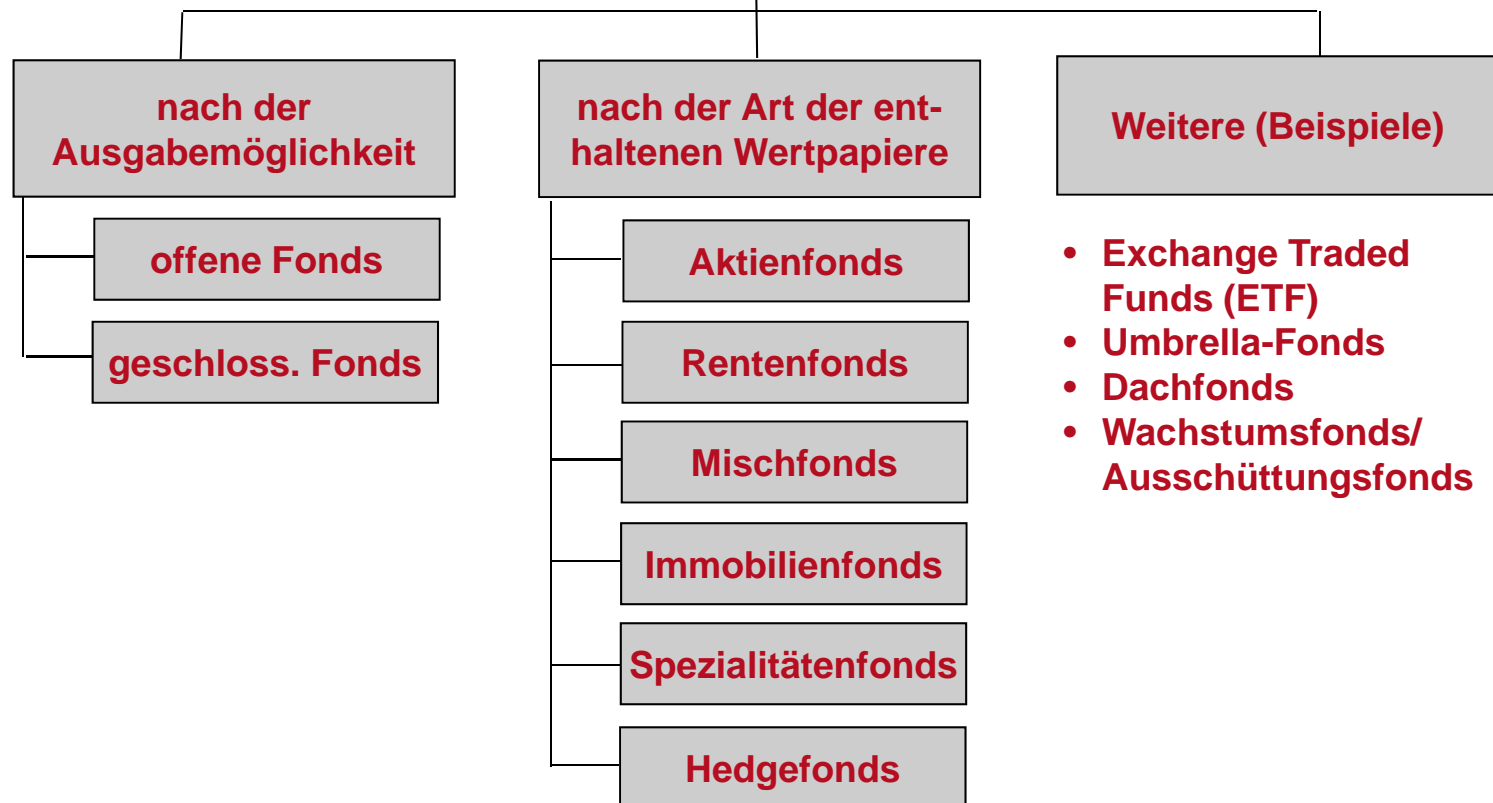 nach der
Ausgabemöglichkeit
offene Fonds
geschloss. Fonds
nach der Art der ent-
haltenen Wertpapiere
Aktienfonds
Rentenfonds
Mischfonds
Immobilienfonds
Spezialitätenfonds
Hedgefonds
Weitere (Beispiele)
• Exchange Traded
Funds (ETF)
• Umbrella-Fonds
• Dachfonds
• Wachstumsfonds/
Ausschüttungsfonds